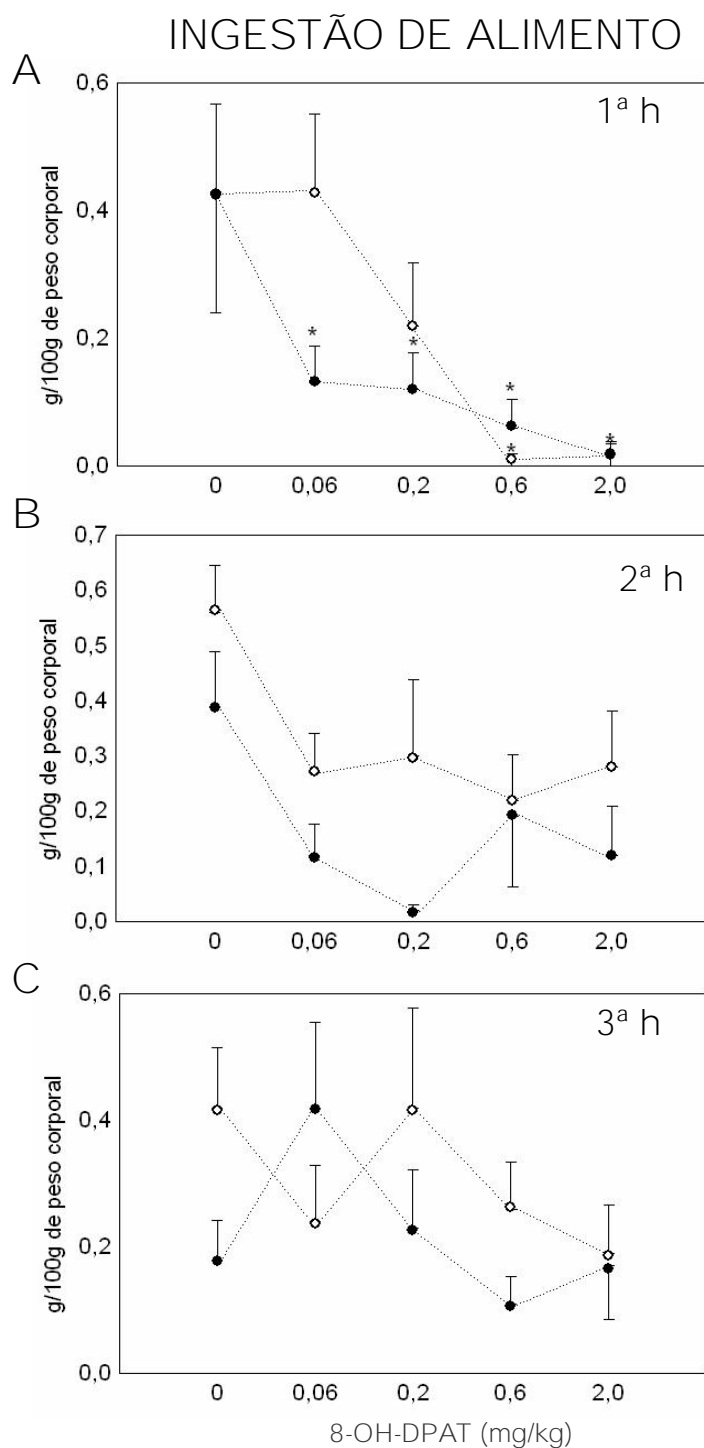 INGESTÃO DE ALIMENTO
A
1ª h
g/100g de peso corporal
0,6
0,4
0,2
0,0
*
*
*
*
*
0 0,06 0,2 0,6 2,0
B
2ª h
g/100g de peso corporal
0,7
0,6
0,5
0,4
0,3
0,2
0,1
0,0
0 0,06 0,2 0,6 2,0
C
3ª h
g/100g de peso corporal
0,6
0,4
0,2
0,0
0 0,06 0,2 0,6 2,0
8-OH-DPAT (mg/kg)